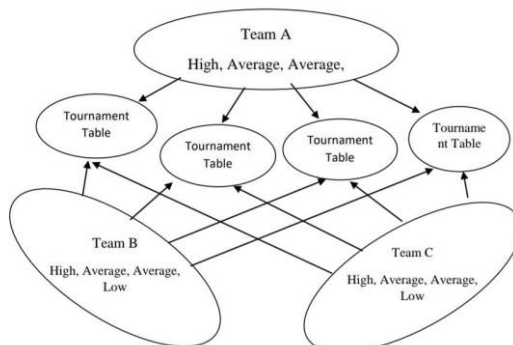 Team A
High, Average, Average,
Tournament
Table
Tournament
Table
Tournament
Table
Tourname
nt Table
Team B
High, Average, Average,
Low
Team C
High, Average, Average,
Low